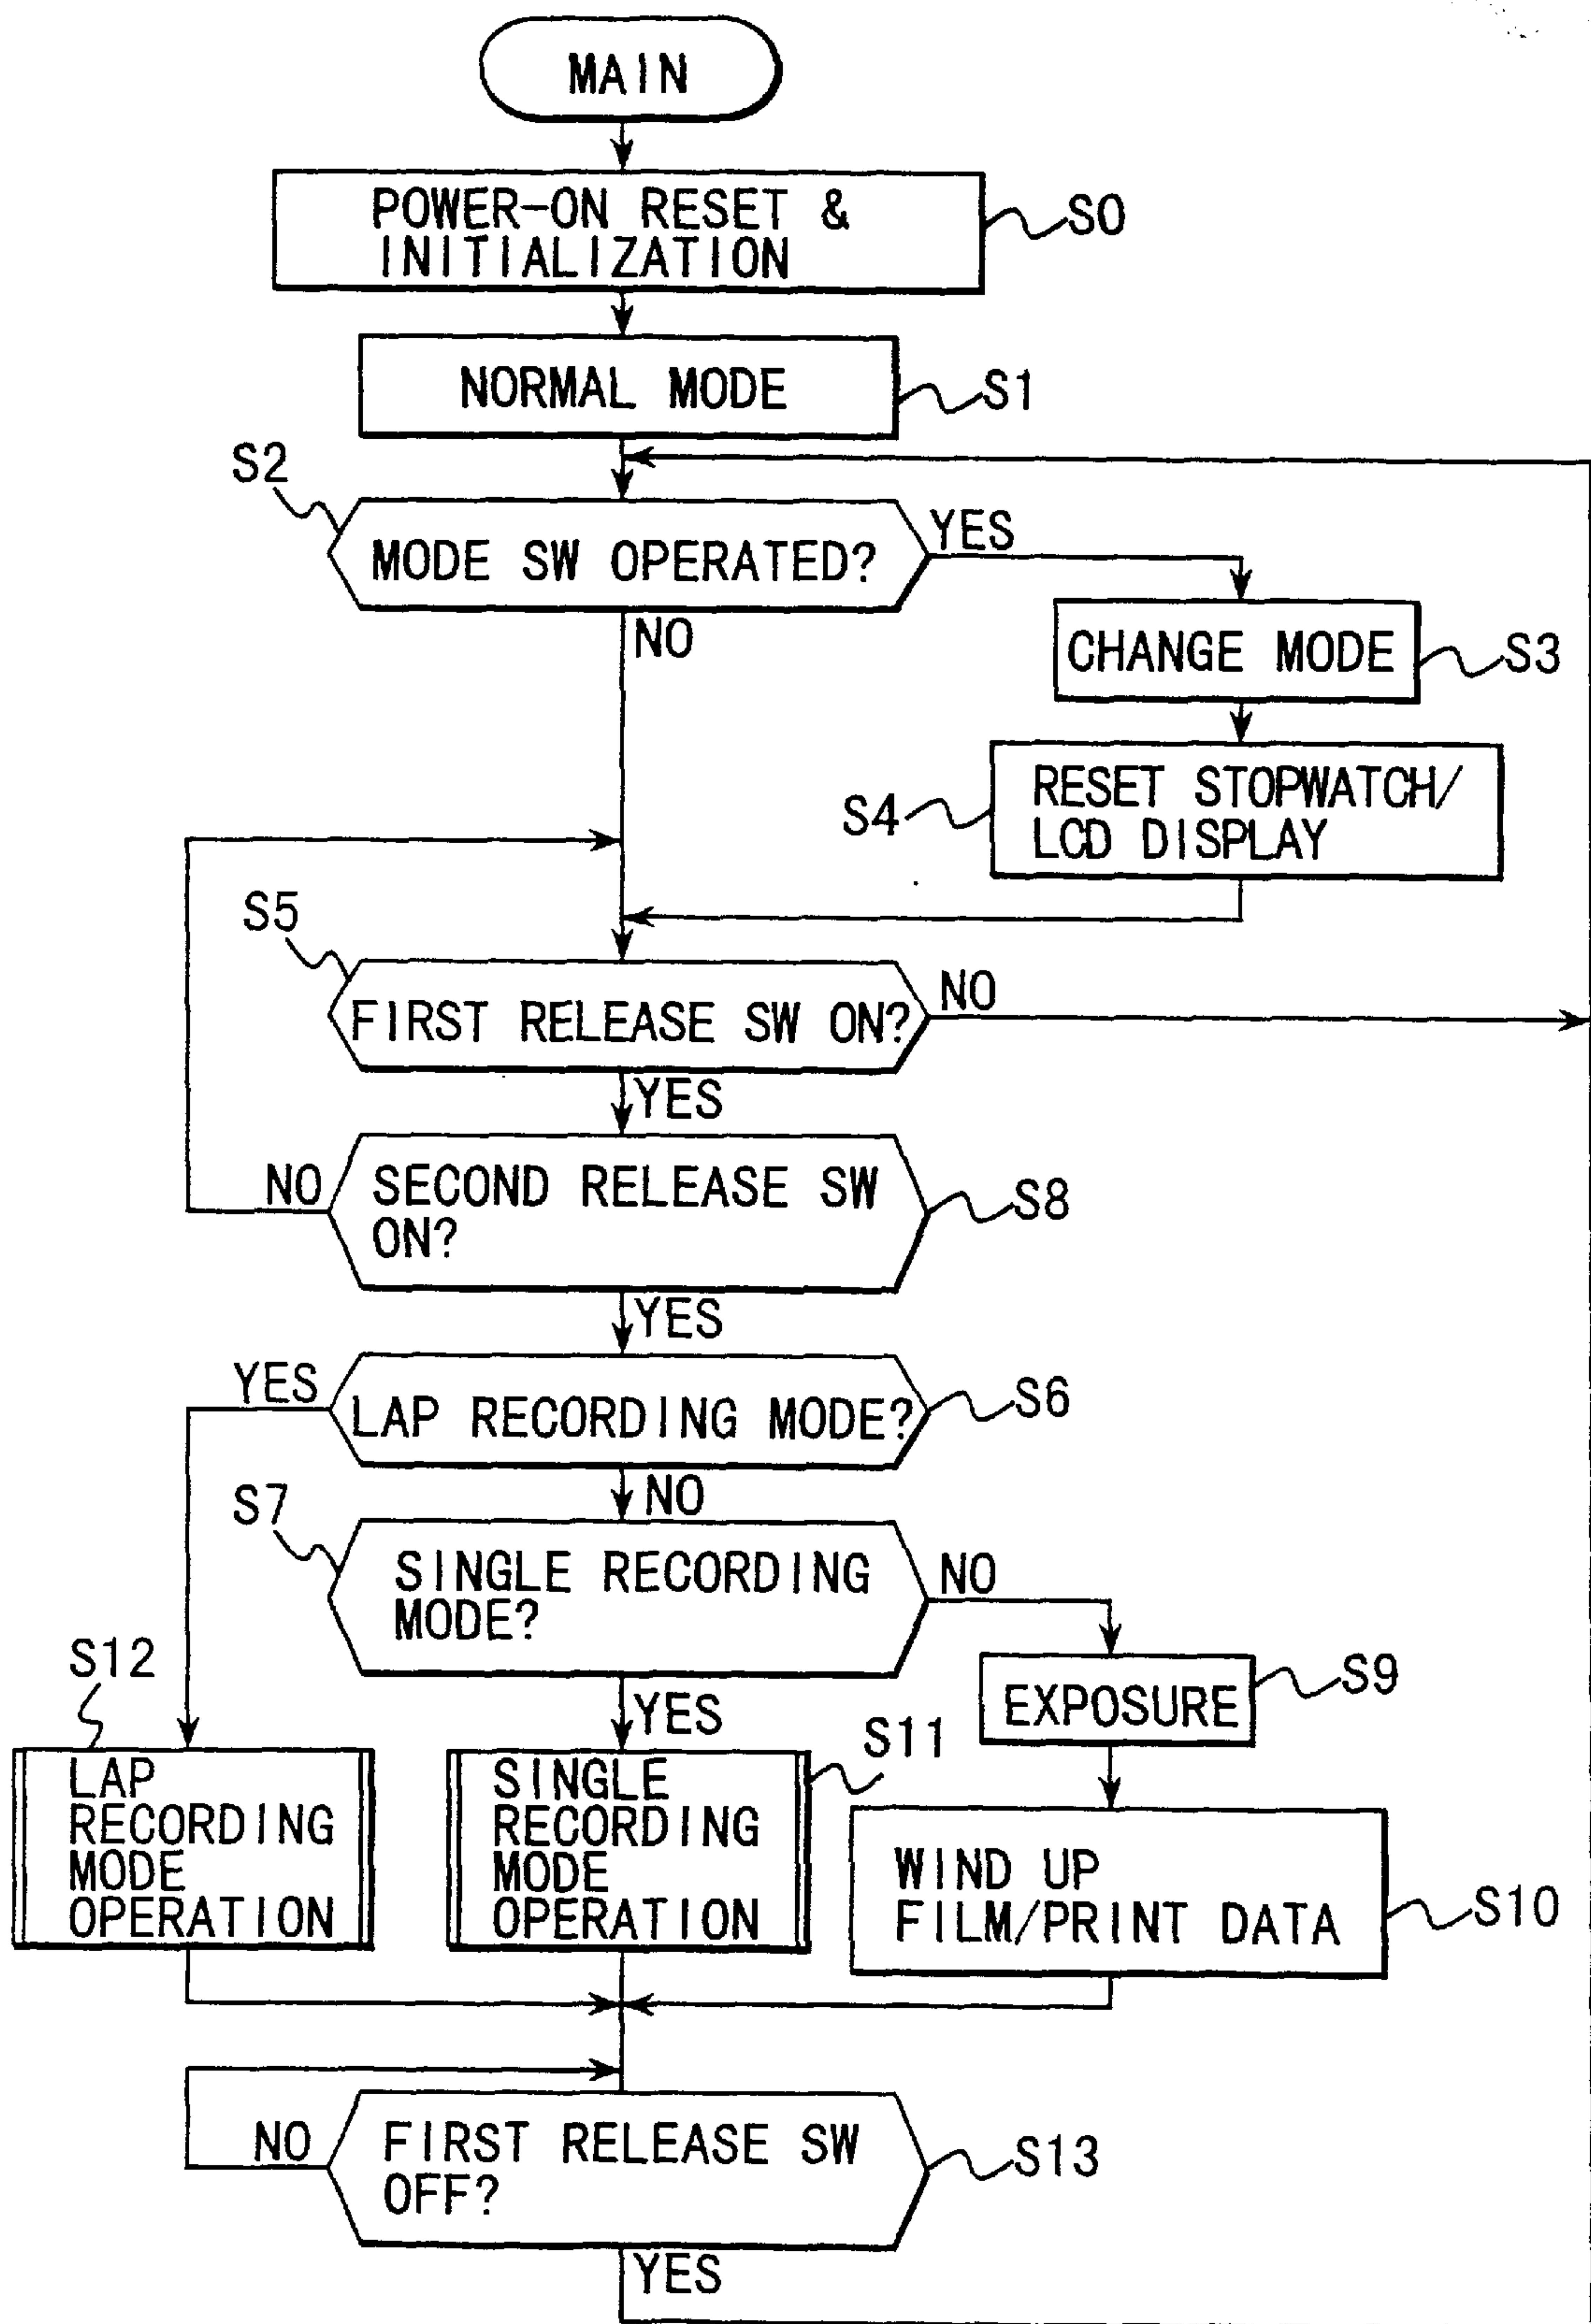 MAIN
POWER-ON RESET &
INITIALIZATION
S0
NORMAL MODE
S1
S2
MODE SW OPERATED?
YES
NO
CHANGE MODE
S3
RESET STOPWATCH/
LCD DISPLAY
S4
S5
FIRST RELEASE SW ON?
NO
YES
SECOND RELEASE SW
ON?
NO
S8
YES
LAP RECORDING MODE?
YES
S6
NO
S7
SINGLE RECORDING
MODE?
NO
YES
EXPOSURE
S9
S12
LAP
RECORDING
MODE
OPERATION
SINGLE
RECORDING
MODE
OPERATION
S11
WIND UP
FILM/PRINT DATA
S10
FIRST RELEASE SW
OFF?
NO
S13
YES